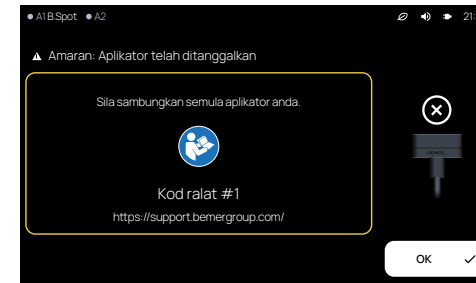 A1 B.Spot A2 21:
Amaran: Aplikator telah ditanggalkan
Sila sambungkan semula aplikator anda.
Kod ralat #1
https://support.bemergroup.com/
OK